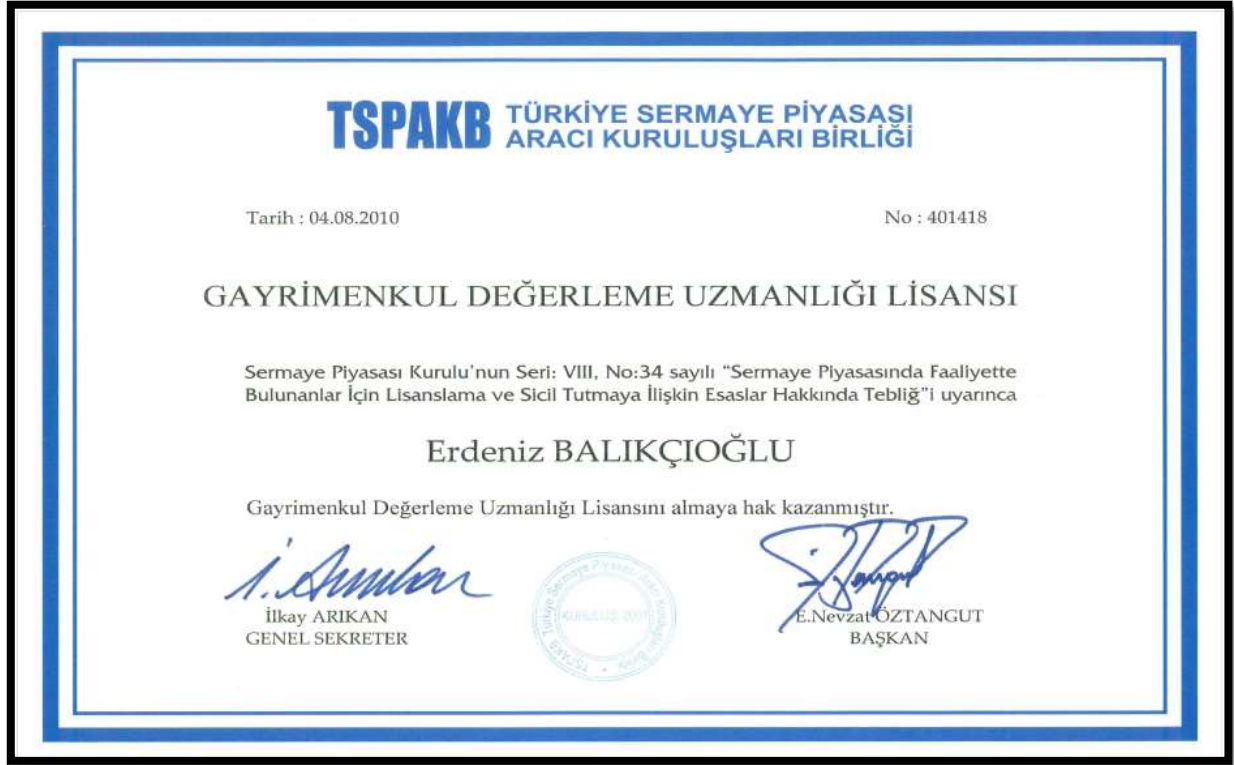 TSPAKB TÜRKİYE SERMAYE PİYASASI
ARACI KURULUŞLARI BİRLİĞİ
Tarih : 04.08.2010
No : 401418
GAYRİMENKUL DEĞERLEME UZMANLIĞI LİSANSI
Sermaye Piyasası Kurulu'nun Seri: VIII, No:34 sayılı “Sermaye Piyasasında Faaliyette
Bulunanlar İçin Lisanslama ve Sicil Tutmaya İlişkin Esaslar Hakkında Tebliğ”i uyarınca
Erdeniz BALIKÇIOĞLU
Gayrimenkul Değerleme Uzmanlığı Lisansını almaya hak kazanmıştır.
İlkay ARIKAN
GENEL SEKRETER
KURULUŞ 2001
E.Nevzat ÖZTANGUT
BAŞKAN